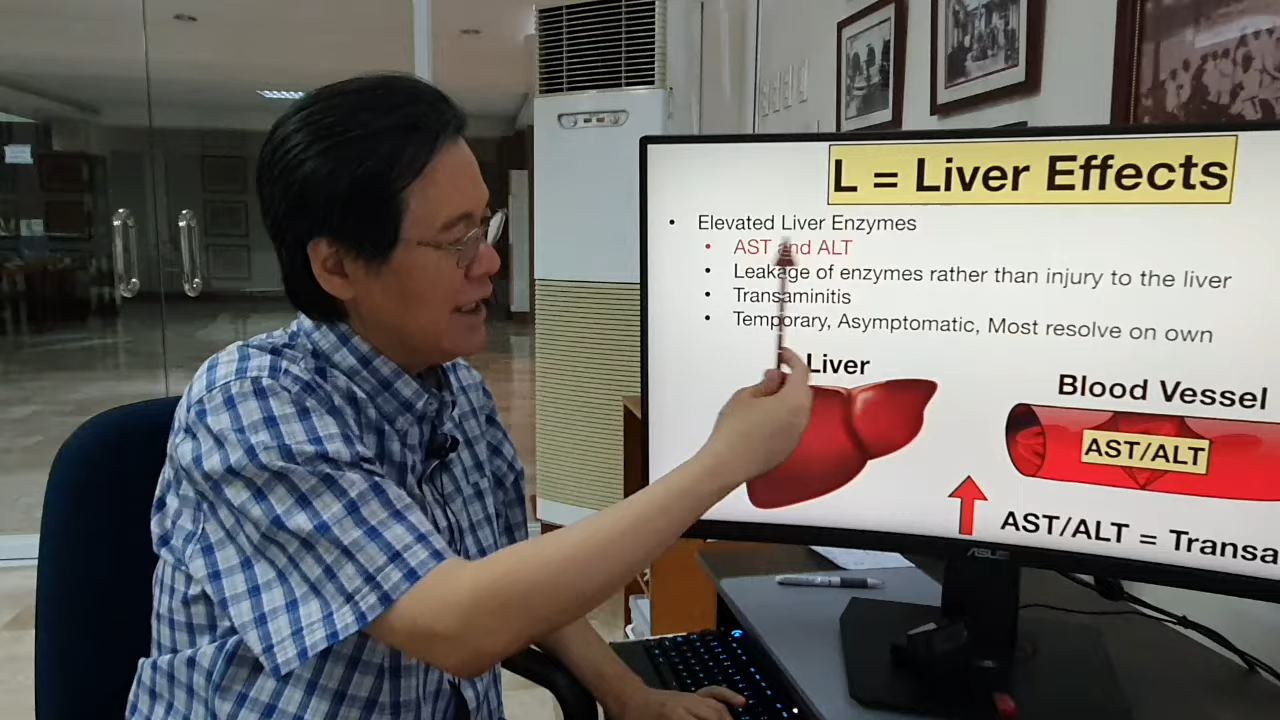 L = Liver Effects
• Elevated Liver Enzymes
• AST and ALT
• Leakage of enzymes rather than injury to the liver
• Transaminitis
• Temporary, Asymptomatic, Most resolve on own
Liver
Blood Vessel
AST/ALT
AST/ALT = Transa
ASUS